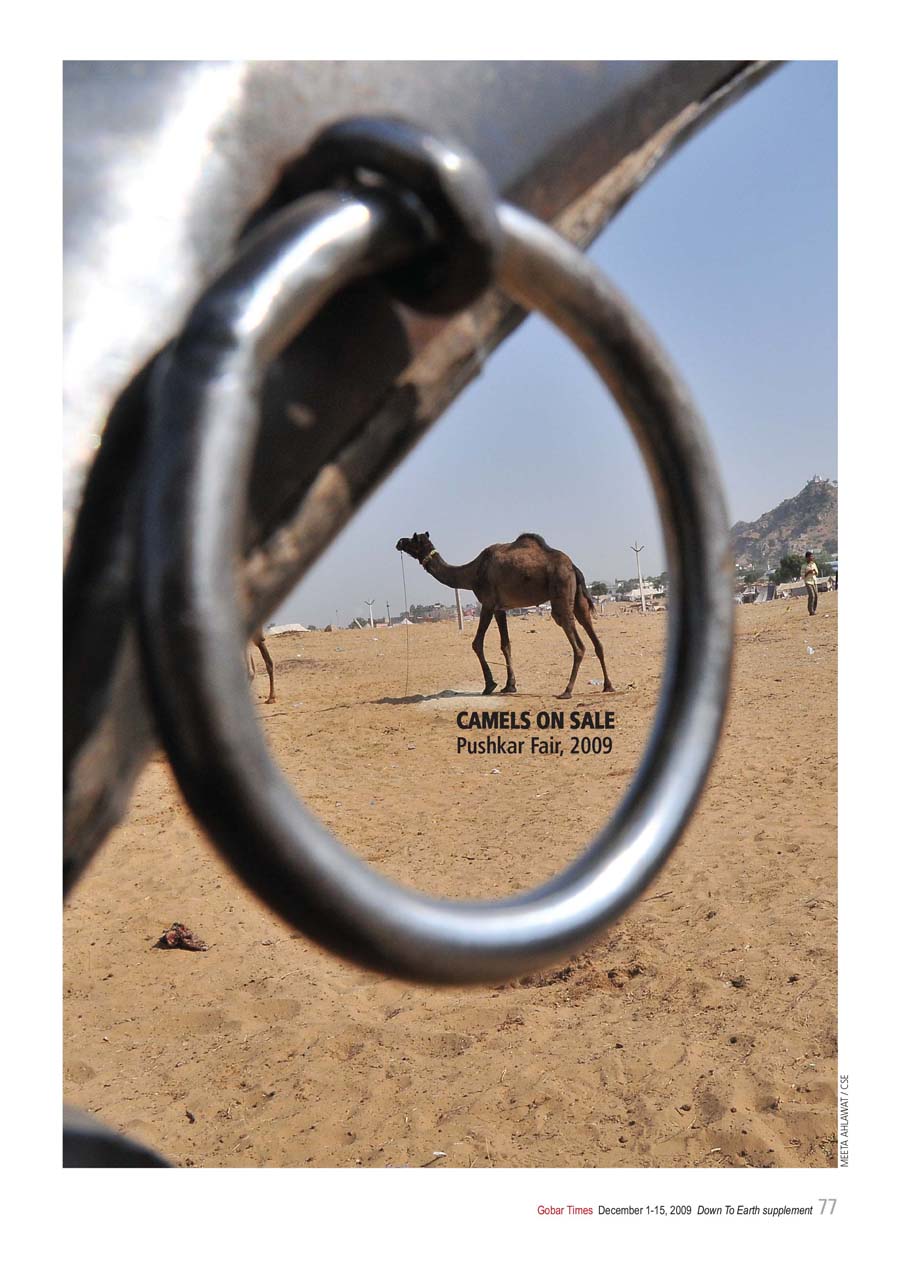 CAMELS ON SALE
Pushkar Fair, 2009
MEETA AHLAWAT / CSE
Gobar Times December 1-15, 2009 Down To Earth supplement 77